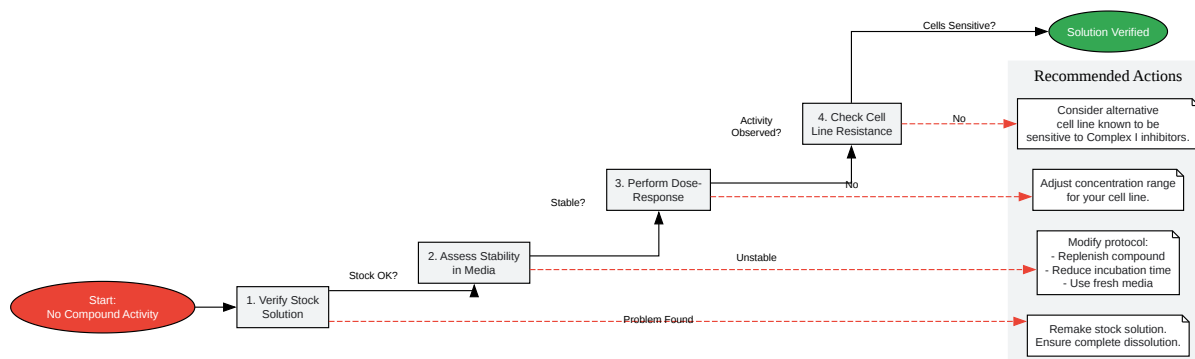 Cells Sensitive?
Solution Verified
Recommended Actions
Consider alternative
cell line known to be
sensitive to Complex I inhibitors.
Activity
Observed?
4. Check Cell
Line Resistance
No
3. Perform Dose-
Response
No
Adjust concentration range
for your cell line.
Stable?
2. Assess Stability
in Media
Unstable
Modify protocol:
- Replenish compound
- Reduce incubation time
- Use fresh media
Stock OK?
Start:
No Compound Activity
1. Verify Stock
Solution
Problem Found
Remake stock solution.
Ensure complete dissolution.